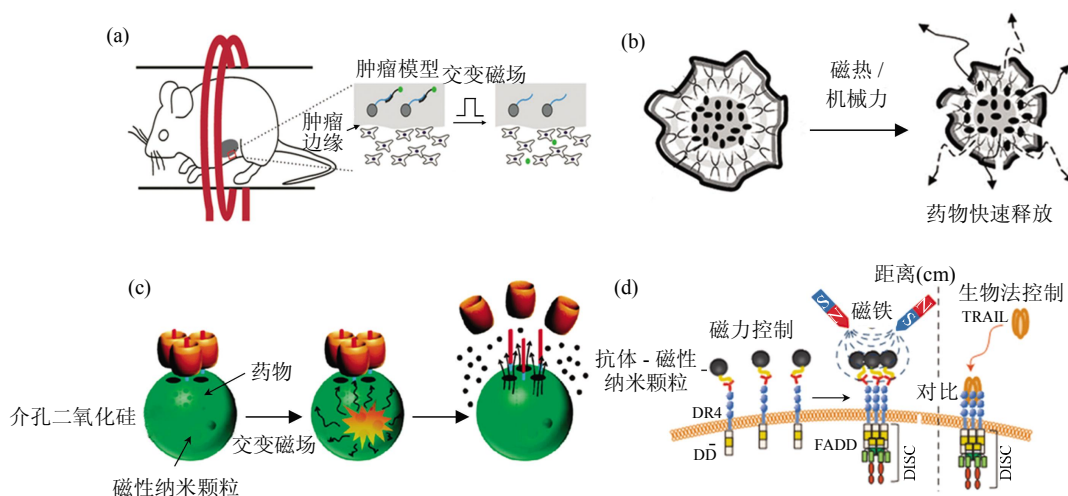 (a)
肿瘤模型
交变磁场
肿瘤
边缘
(b)
磁热 /
机械力
药物快速释放
(c)
药物
介孔二氧化硅
交变磁场
磁性纳米颗粒
(d)
距离(cm)
磁铁
S N
N S
磁力控制
生物法控制
TRAIL
抗体 - 磁性
纳米颗粒
对比
DR4
DD
FADD
DISC
DISC